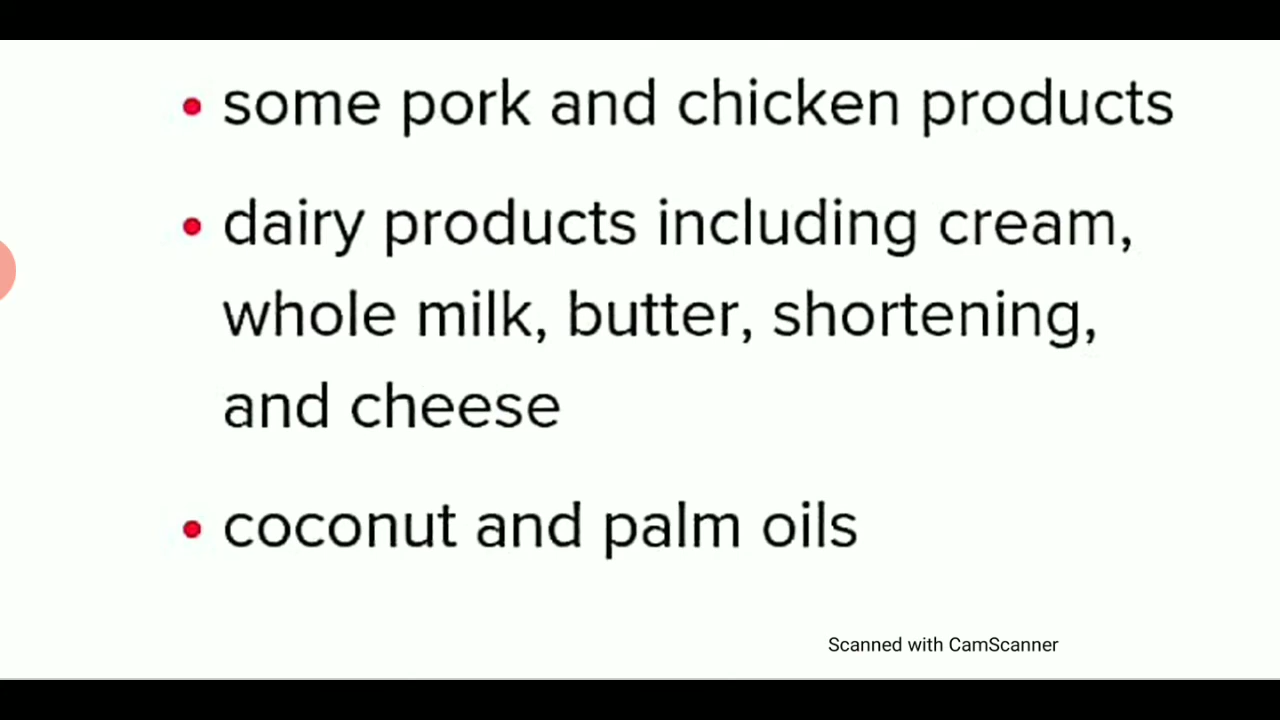 • some pork and chicken products
• dairy products including cream,
whole milk, butter, shortening,
and cheese
• coconut and palm oils
Scanned with CamScanner